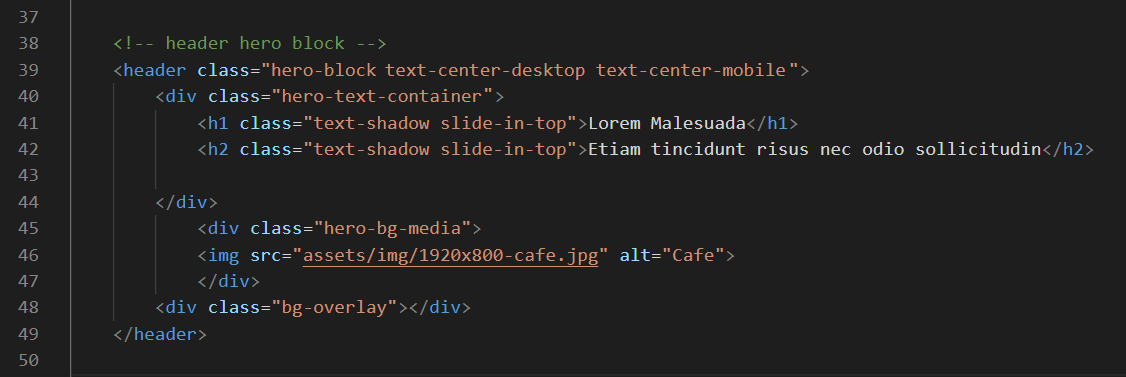 37
38 <!-- header hero block -->
39 <header class="hero-block text-center-desktop text-center-mobile">
40 <div class="hero-text-container">
41 <h1 class="text-shadow slide-in-top">Lorem Malesuada</h1>
42 <h2 class="text-shadow slide-in-top">Etiam tincidunt risus nec odio sollicitudin</h2>
43
44 </div>
45 <div class="hero-bg-media">
46 <img src="assets/img/1920x800-cafe.jpg" alt="Cafe">
47 </div>
48 <div class="bg-overlay"></div>
49 </header>
50